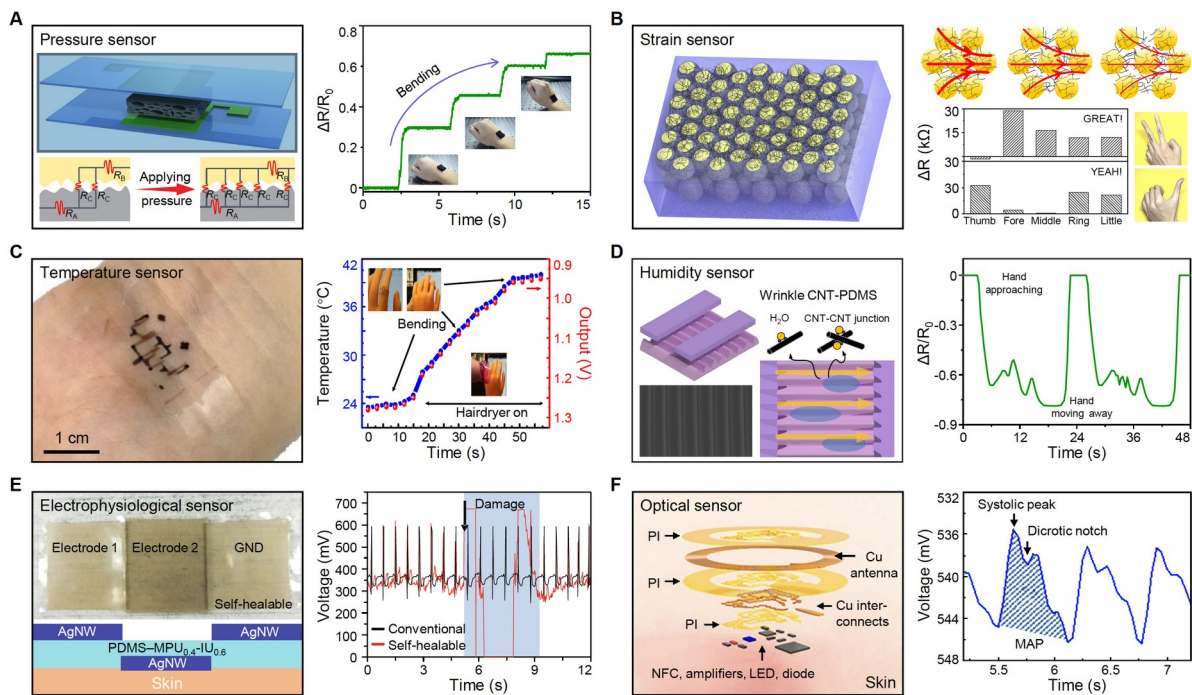 A
Pressure sensor
R_B
R_C
R_C
R_A
Applying
pressure
R_B
R_C
R_C
R_C
R_C
R_C
R_A
ΔR/R₀
0.6
0.4
0.2
0
Bending
0
5
10
15
Time (s)
B
Strain sensor
ΔR (kΩ)
30
15
0
30
15
0
GREAT!
YEAH!
Thumb Fore Middle Ring Little
C
Temperature sensor
1 cm
Temperature (°C)
42
39
36
33
30
27
24
Bending
Hairdryer on
0 10 20 30 40 50
Time (s)
0.9
1.0
1.1
1.2
1.3
Output (V)
D
Humidity sensor
Wrinkle CNT-PDMS
H₂O
CNT-CNT junction
ΔR/R₀
0
-0.3
-0.6
-0.9
Hand
approaching
Hand
moving away
0 12 24 36 48
Time (s)
E
Electrophysiological sensor
Electrode 1
Electrode 2
GND
Self-healable
AgNW
AgNW
PDMS–MPU₀.₄-IU₀.₆
AgNW
Skin
Voltage (mV)
700
600
500
400
300
200
100
0
Damage
Conventional
Self-healable
0 3 6 9 12
Time (s)
F
Optical sensor
PI
Cu
antenna
PI
Cu inter-
connects
PI
NFC, amplifiers, LED, diode
Skin
Voltage (mV)
532
536
540
544
548
Systolic peak
Dicrotic notch
MAP
5.5 6 6.5 7
Time (s)